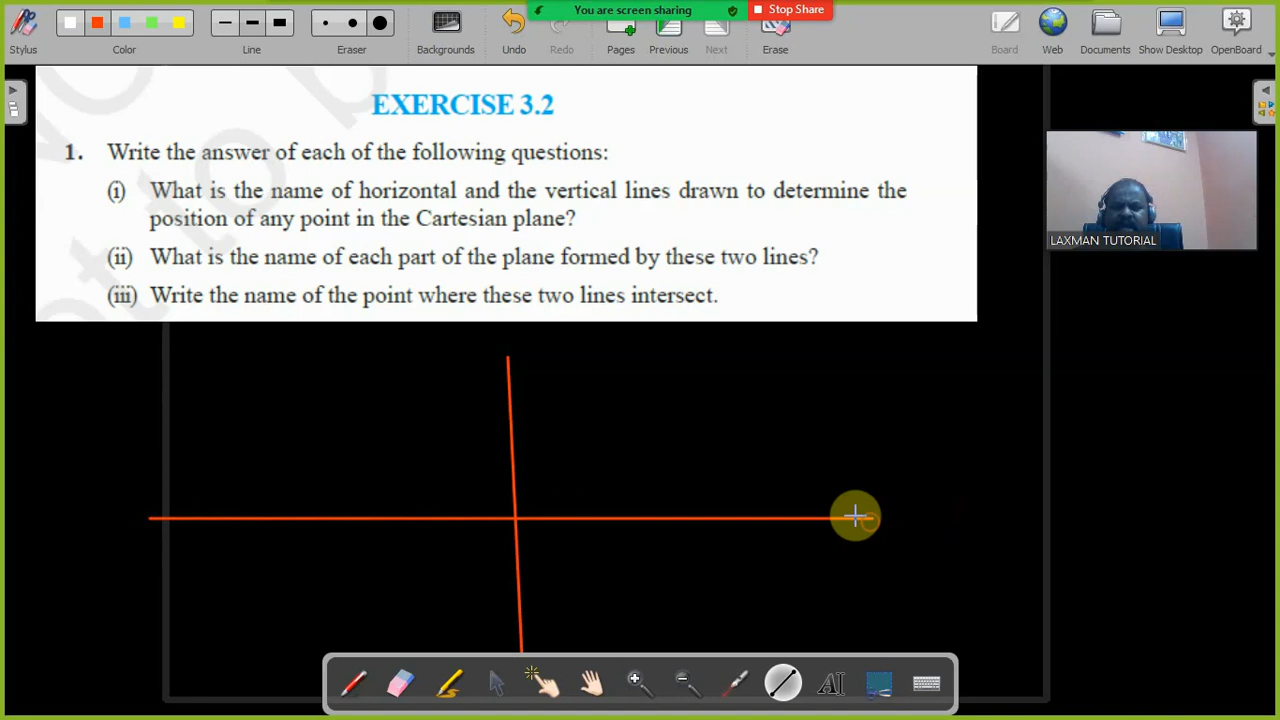 You are screen sharing
Stop Share
Stylus
Color
Line
Eraser
Backgrounds
Undo
Redo
Pages
Previous
Next
Erase
Board
Web
Documents
Show Desktop
OpenBoard
EXERCISE 3.2
1. Write the answer of each of the following questions:
(i) What is the name of horizontal and the vertical lines drawn to determine the
position of any point in the Cartesian plane?
(ii) What is the name of each part of the plane formed by these two lines?
(iii) Write the name of the point where these two lines intersect.
LAXMAN TUTORIAL
AI